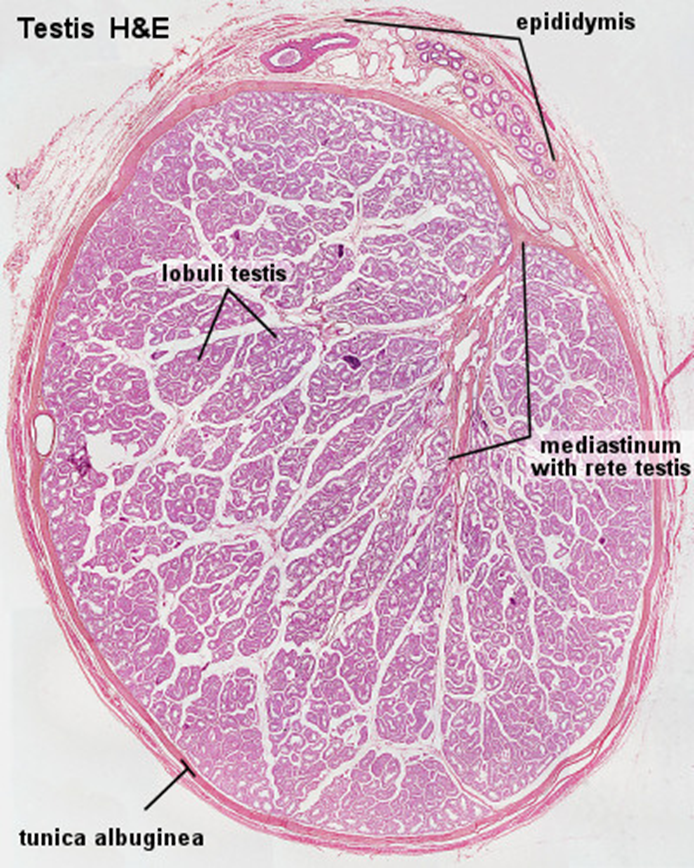 Testis H&E
epididymis
lobuli testis
mediastinum
with rete testis
tunica albuginea